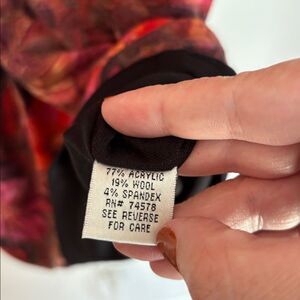 77% ACRYLIC
19% WOOL
4% SPANDEX
RN# 74578
SEE REVERSE
FOR CARE